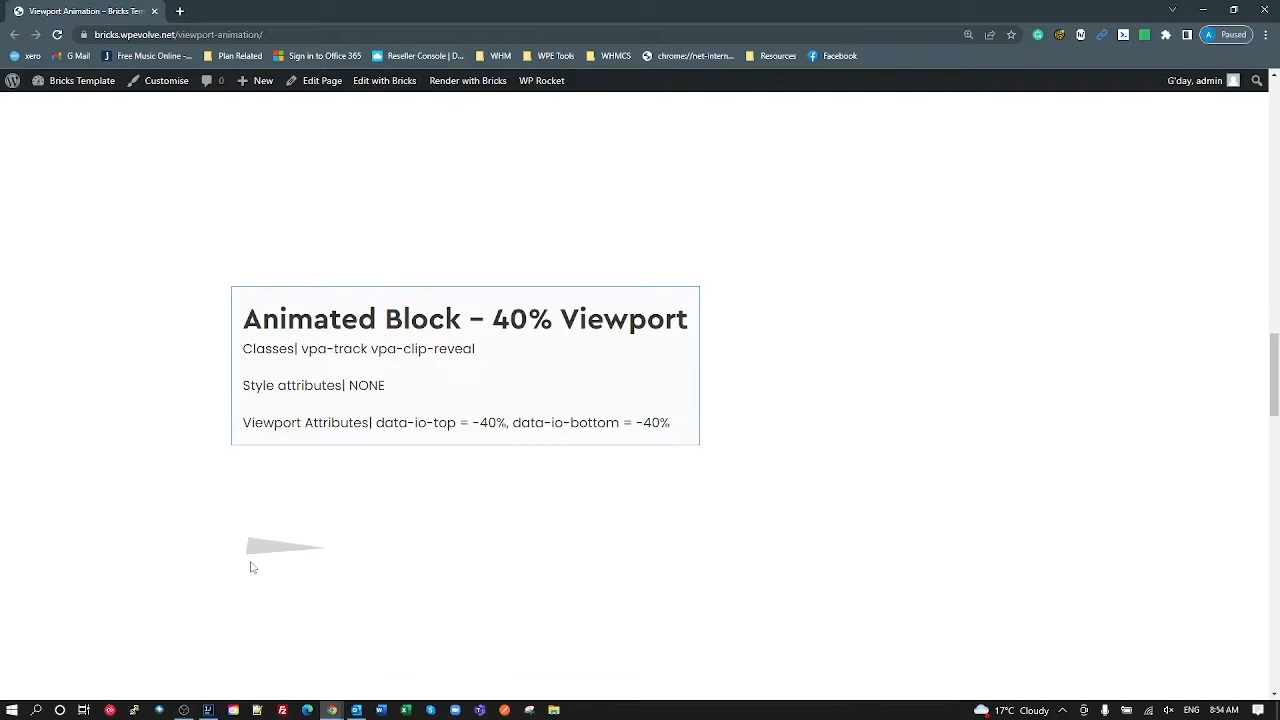 Viewport Animation – Bricks Tem
bricks.wpevolve.net/viewport-animation/
Paused
xero
G Mail
Free Music Online -...
Plan Related
Sign in to Office 365
Reseller Console | D...
WHM
WPE Tools
WHMCS
chrome://net-intern...
Resources
Facebook
Bricks Template
Customise
0
New
Edit Page
Edit with Bricks
Render with Bricks
WP Rocket
G'day, admin
Animated Block – 40% Viewport
Classes| vpa-track vpa-clip-reveal
Style attributes| NONE
Viewport Attributes| data-io-top = -40%, data-io-bottom = -40%
17°C Cloudy
ENG
8:54 AM